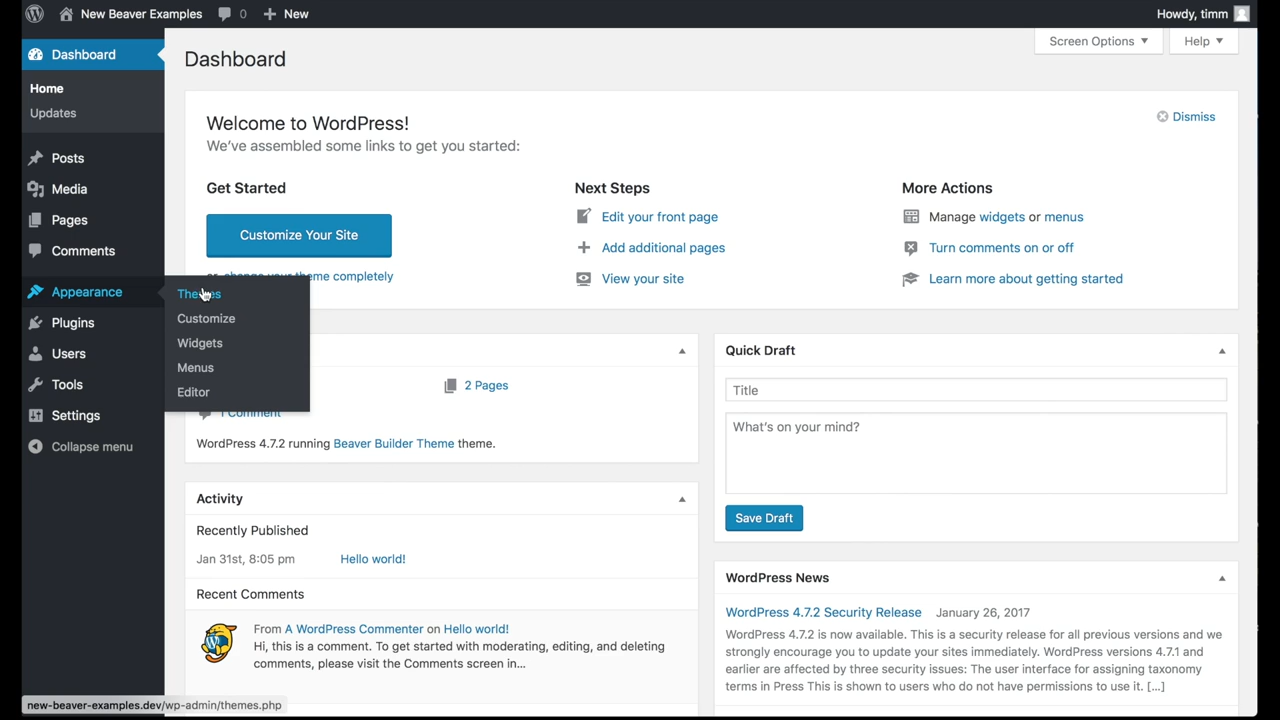 New Beaver Examples 0 New Howdy, timm
Dashboard
Home
Updates
Posts
Media
Pages
Comments
Appearance
Plugins
Users
Tools
Settings
Collapse menu
Themes
Customize
Widgets
Menus
Editor
Screen Options Help
Dashboard
Welcome to WordPress!
We've assembled some links to get you started:
Dismiss
Get Started
Customize Your Site
or, change your theme completely
Next Steps
Edit your front page
Add additional pages
View your site
More Actions
Manage widgets or menus
Turn comments on or off
Learn more about getting started
2 Pages
1 Comment
WordPress 4.7.2 running Beaver Builder Theme theme.
Activity
Recently Published
Jan 31st, 8:05 pm Hello world!
Recent Comments
From A WordPress Commenter on Hello world!
Hi, this is a comment. To get started with moderating, editing, and deleting
comments, please visit the Comments screen in…
Quick Draft
Title
What's on your mind?
Save Draft
WordPress News
WordPress 4.7.2 Security Release January 26, 2017
WordPress 4.7.2 is now available. This is a security release for all previous versions and we
strongly encourage you to update your sites immediately. WordPress versions 4.7.1 and
earlier are affected by three security issues: The user interface for assigning taxonomy
terms in Press This is shown to users who do not have permissions to use it. […]
new-beaver-examples.dev/wp-admin/themes.php